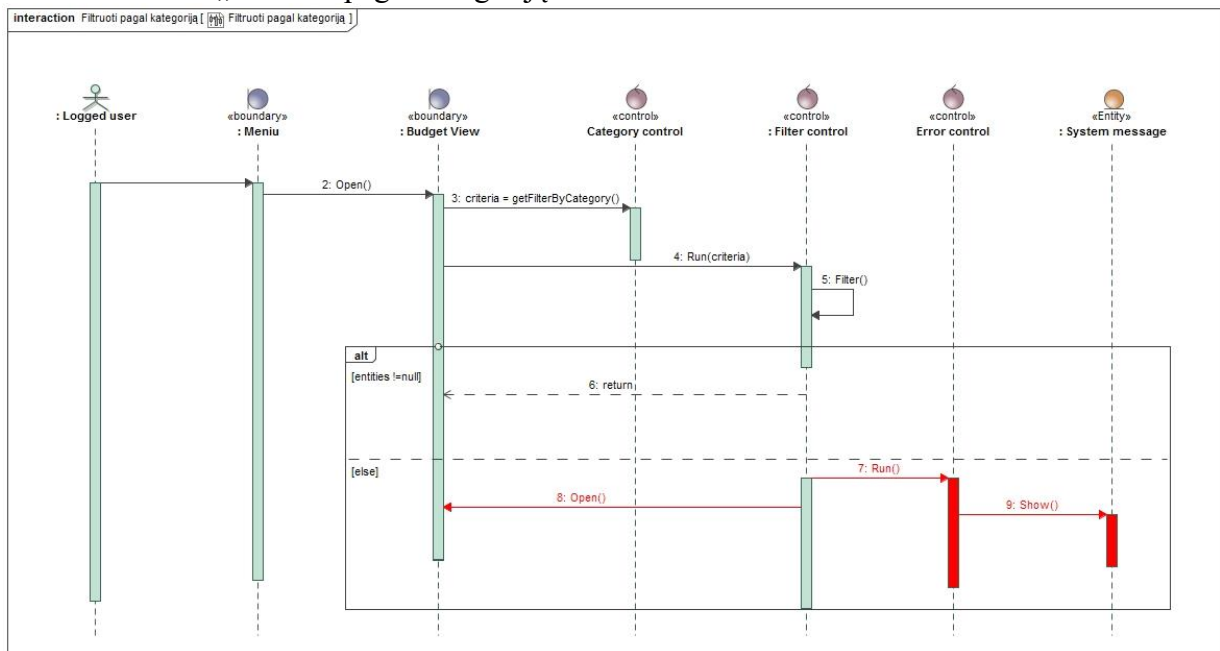 interaction Filtruoti pagal kategoriją [ Filtruoti pagal kategoriją ]
: Logged user
«boundary»
: Meniu
«boundary»
: Budget View
«control»
Category control
«control»
: Filter control
«control»
Error control
«Entity»
: System message
2: Open()
3: criteria = getFilterByCategory()
4: Run(criteria)
5: Filter()
alt
[entities !=null]
6: return
[else]
7: Run()
8: Open()
9: Show()